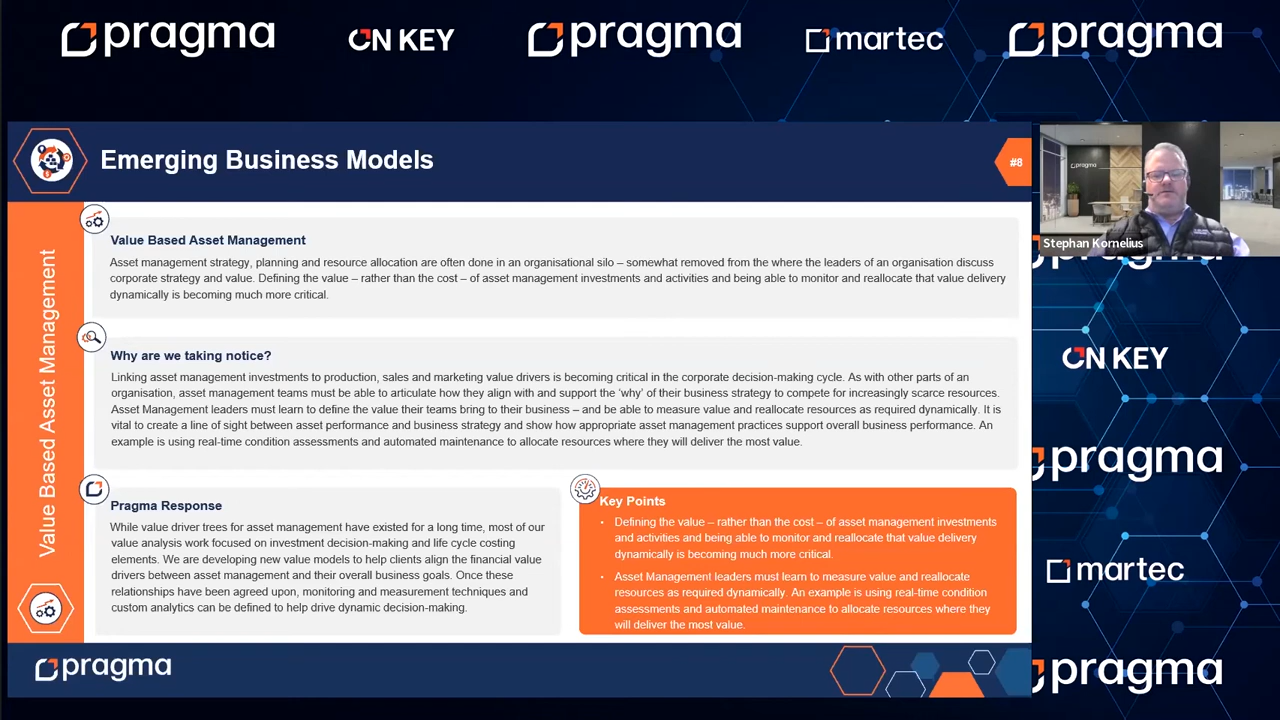 pragma
ON KEY
pragma
martec
pragma
Emerging Business Models
#8
pragma
Stephan Kornelius
Value Based Asset Management
Value Based Asset Management
Asset management strategy, planning and resource allocation are often done in an organisational silo – somewhat removed from the where the leaders of an organisation discuss
corporate strategy and value. Defining the value – rather than the cost – of asset management investments and activities and being able to monitor and reallocate that value delivery
dynamically is becoming much more critical.
Why are we taking notice?
Linking asset management investments to production, sales and marketing value drivers is becoming critical in the corporate decision-making cycle. As with other parts of an
organisation, asset management teams must be able to articulate how they align with and support the ‘why’ of their business strategy to compete for increasingly scarce resources.
Asset Management leaders must learn to define the value their teams bring to their business – and be able to measure value and reallocate resources as required dynamically. It is
vital to create a line of sight between asset performance and business strategy and show how appropriate asset management practices support overall business performance. An
example is using real-time condition assessments and automated maintenance to allocate resources where they will deliver the most value.
Pragma Response
While value driver trees for asset management have existed for a long time, most of our
value analysis work focused on investment decision-making and life cycle costing
elements. We are developing new value models to help clients align the financial value
drivers between asset management and their overall business goals. Once these
relationships have been agreed upon, monitoring and measurement techniques and
custom analytics can be defined to help drive dynamic decision-making.
Key Points
• Defining the value – rather than the cost – of asset management investments
and activities and being able to monitor and reallocate that value delivery
dynamically is becoming much more critical.
• Asset Management leaders must learn to measure value and reallocate
resources as required dynamically. An example is using real-time condition
assessments and automated maintenance to allocate resources where they
will deliver the most value.
pragma
pragma
ON KEY
pragma
martec
pragma